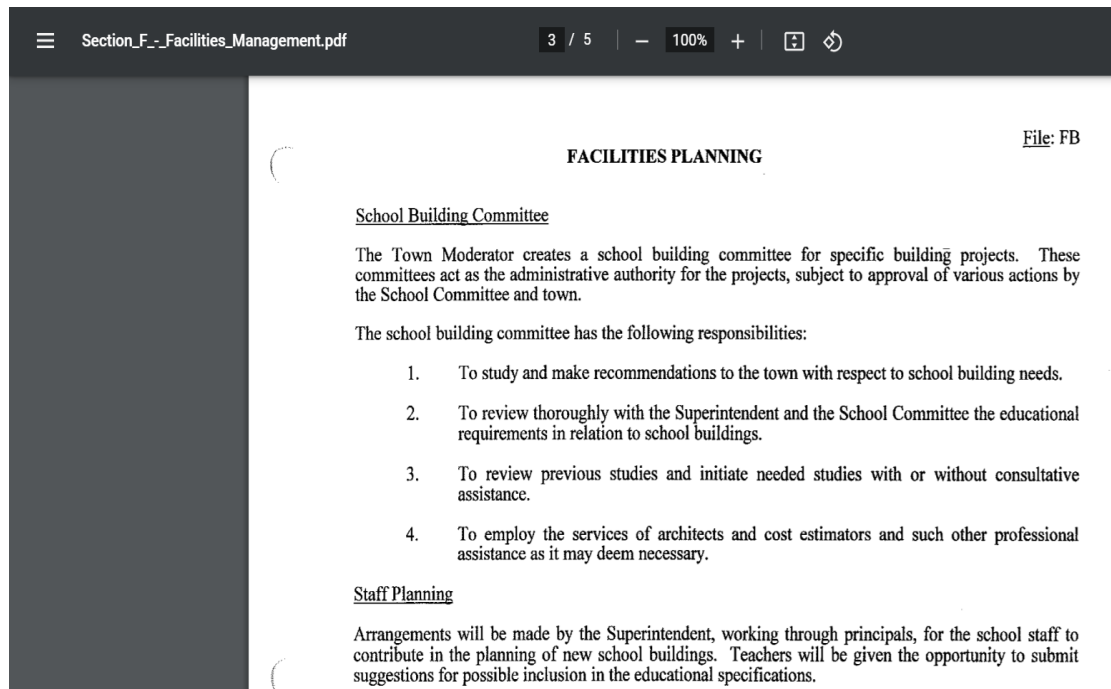 Section_F_-_Facilities_Management.pdf
3 / 5
100%
File: FB
FACILITIES PLANNING
School Building Committee
The Town Moderator creates a school building committee for specific building projects. These
committees act as the administrative authority for the projects, subject to approval of various actions by
the School Committee and town.
The school building committee has the following responsibilities:
1. To study and make recommendations to the town with respect to school building needs.
2. To review thoroughly with the Superintendent and the School Committee the educational
requirements in relation to school buildings.
3. To review previous studies and initiate needed studies with or without consultative
assistance.
4. To employ the services of architects and cost estimators and such other professional
assistance as it may deem necessary.
Staff Planning
Arrangements will be made by the Superintendent, working through principals, for the school staff to
contribute in the planning of new school buildings. Teachers will be given the opportunity to submit
suggestions for possible inclusion in the educational specifications.